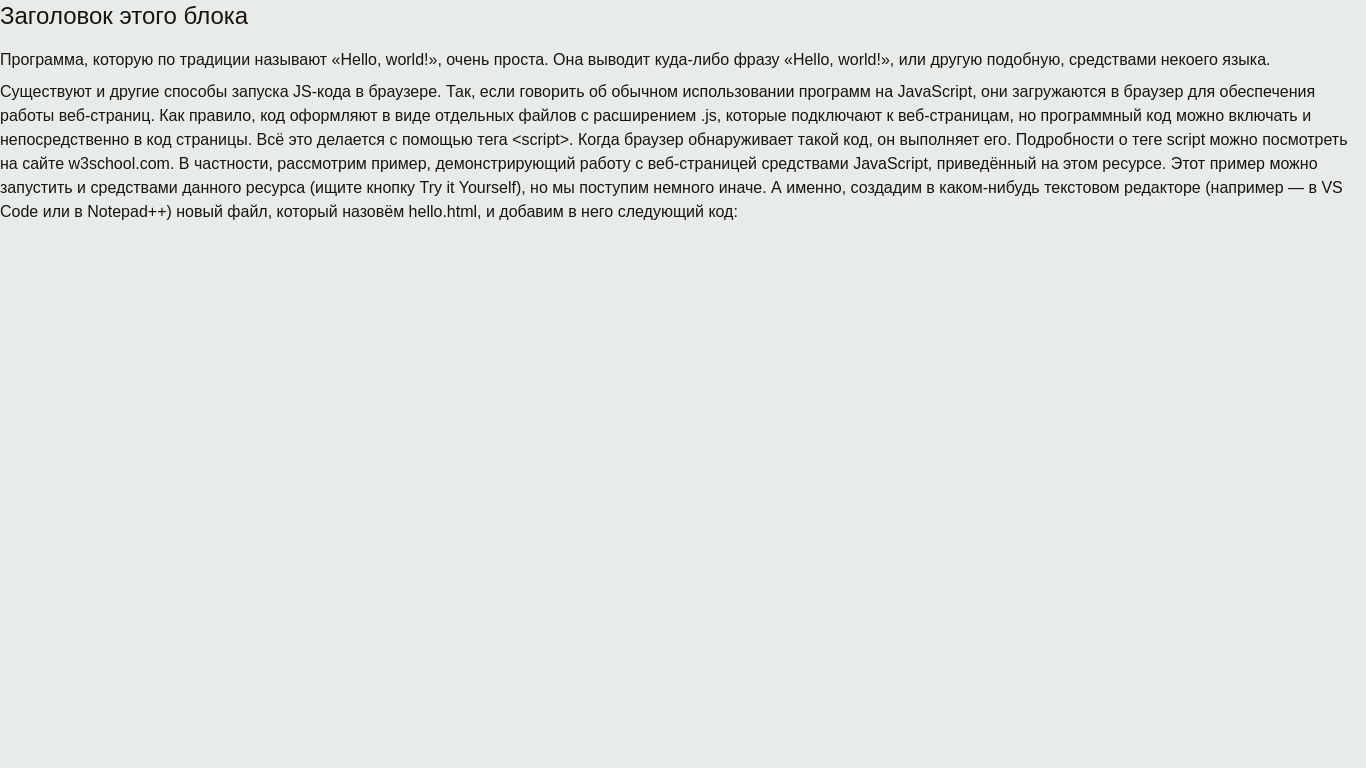 Заголовок этого блока
Программа, которую по традиции называют «Hello, world!», очень проста. Она выводит куда-либо фразу «Hello, world!», или другую подобную, средствами некоего языка.
Существуют и другие способы запуска JS-кода в браузере. Так, если говорить об обычном использовании программ на JavaScript, они загружаются в браузер для обеспечения
работы веб-страниц. Как правило, код оформляют в виде отдельных файлов с расширением .js, которые подключают к веб-страницам, но программный код можно включать и
непосредственно в код страницы. Всё это делается с помощью тега <script>. Когда браузер обнаруживает такой код, он выполняет его. Подробности о теге script можно посмотреть
на сайте w3school.com. В частности, рассмотрим пример, демонстрирующий работу с веб-страницей средствами JavaScript, приведённый на этом ресурсе. Этот пример можно
запустить и средствами данного ресурса (ищите кнопку Try it Yourself), но мы поступим немного иначе. А именно, создадим в каком-нибудь текстовом редакторе (например — в VS
Code или в Notepad++) новый файл, который назовём hello.html, и добавим в него следующий код: